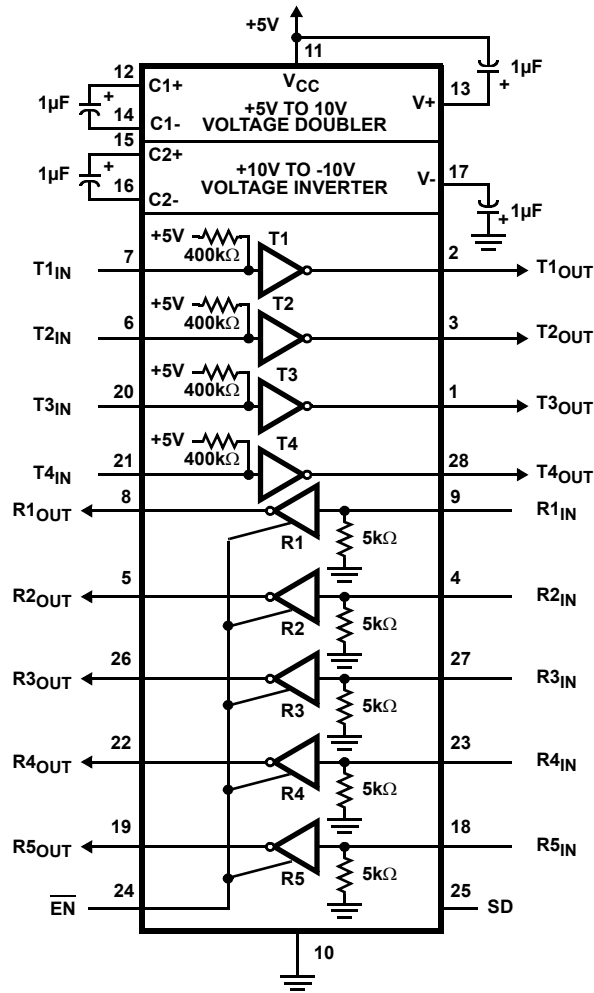 +5V
11
12
C1+
VCC
1µF
+
1µF
+
13
V+
+5V TO 10V
VOLTAGE DOUBLER
14
C1-
15
C2+
1µF
+
+10V TO -10V
VOLTAGE INVERTER
17
V-
16
C2-
+
1µF
+5V
400kΩ
T1
T1IN
7
2
T1OUT
+5V
400kΩ
T2
T2IN
6
3
T2OUT
+5V
400kΩ
T3
T3IN
20
1
T3OUT
+5V
400kΩ
T4
T4IN
21
28
T4OUT
R1OUT
8
9
R1IN
R1
5kΩ
R2OUT
5
4
R2IN
R2
5kΩ
R3OUT
26
27
R3IN
R3
5kΩ
R4OUT
22
23
R4IN
R4
5kΩ
R5OUT
19
18
R5IN
R5
5kΩ
EN
24
25
SD
10